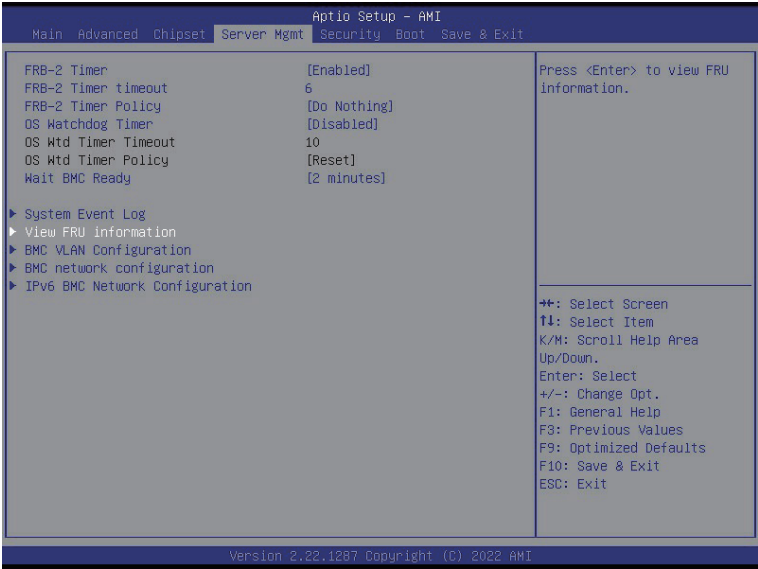 Aptio Setup – AMI
Main Advanced Chipset Server Mgmt Security Boot Save & Exit
FRB-2 Timer [Enabled]
FRB-2 Timer timeout 6
FRB-2 Timer Policy [Do Nothing]
OS Watchdog Timer [Disabled]
OS Wtd Timer Timeout 10
OS Wtd Timer Policy [Reset]
Wait BMC Ready [2 minutes]
System Event Log
View FRU information
BMC VLAN Configuration
BMC network configuration
IPv6 BMC Network Configuration
Press <Enter> to view FRU
information.
→←: Select Screen
↑↓: Select Item
K/M: Scroll Help Area
Up/Down.
Enter: Select
+/-: Change Opt.
F1: General Help
F3: Previous Values
F9: Optimized Defaults
F10: Save & Exit
ESC: Exit
Version 2.22.1287 Copyright (C) 2022 AMI